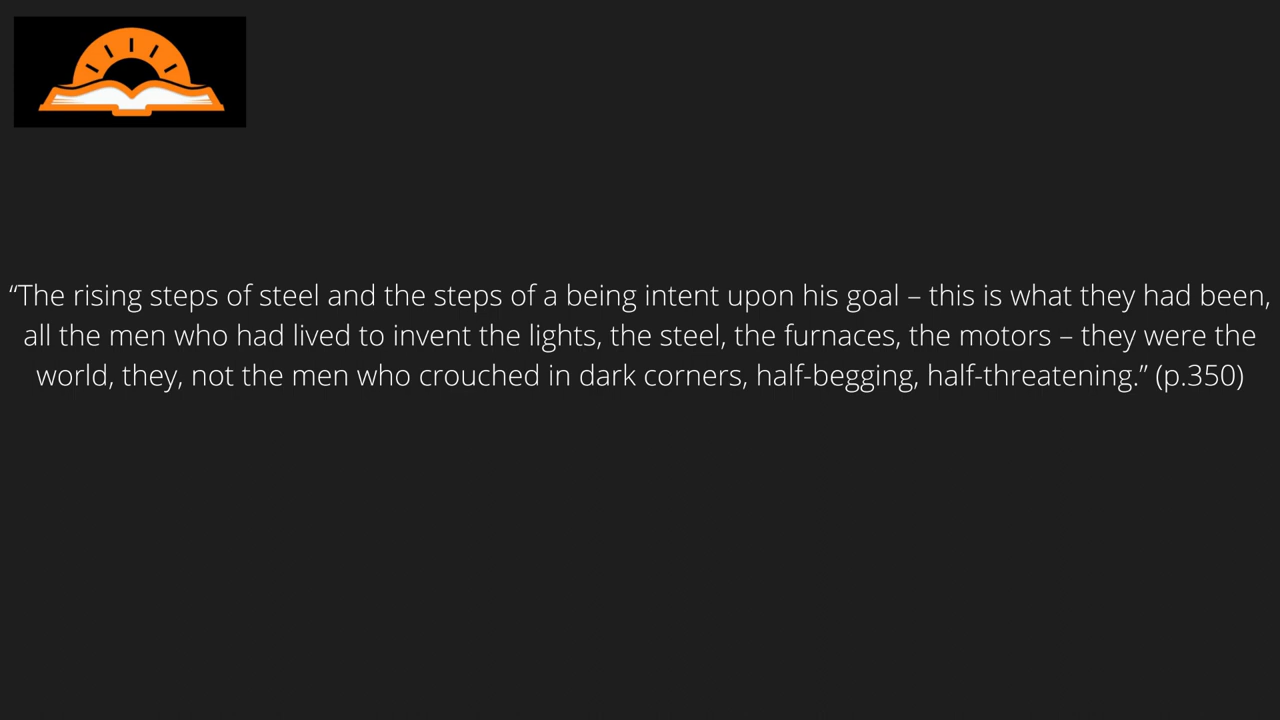 “The rising steps of steel and the steps of a being intent upon his goal – this is what they had been,
all the men who had lived to invent the lights, the steel, the furnaces, the motors – they were the
world, they, not the men who crouched in dark corners, half-begging, half-threatening.” (p.350)